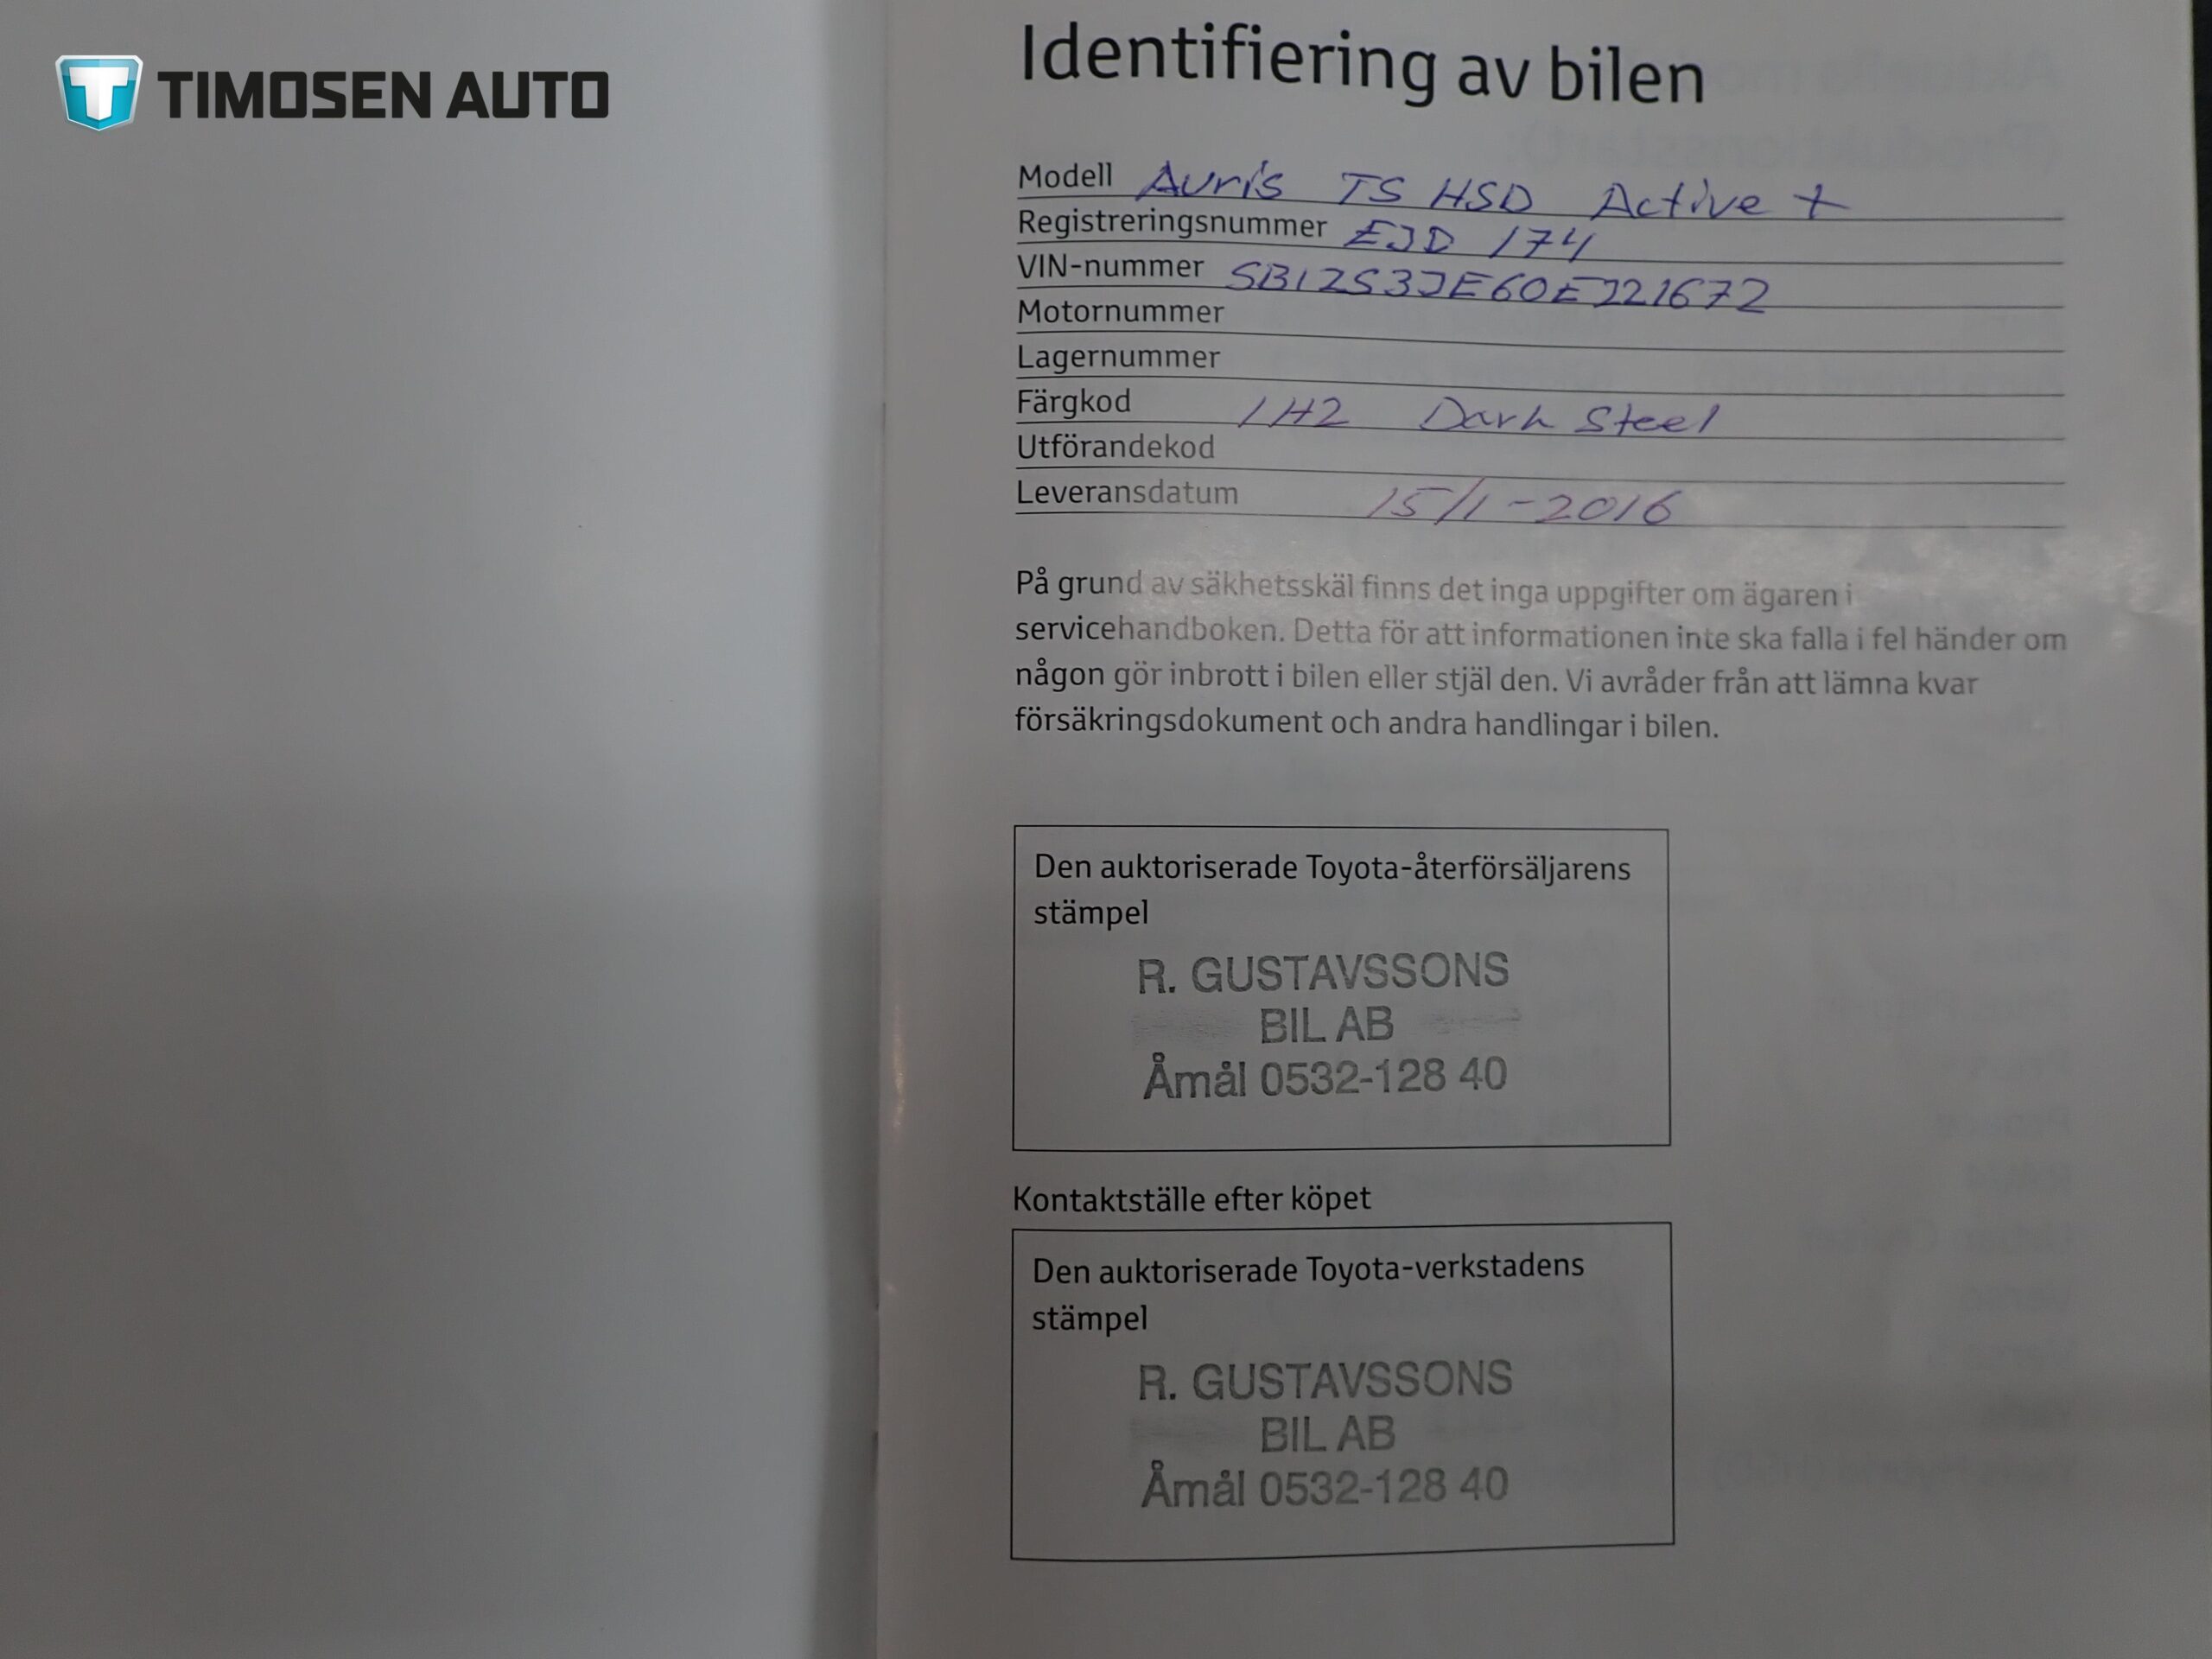 TIMOSEN AUTO
Identifiering av bilen
Modell Auris TS HSD Active +
Registreringsnummer EJD 174
VIN-nummer SB1ZS3JE60E221672
Motornummer
Lagernummer
Färgkod 1H2 Dark Steel
Utförandekod
Leveransdatum 15/1-2016
På grund av säkhetsskäl finns det inga uppgifter om ägaren i
servicehandboken. Detta för att informationen inte ska falla i fel händer om
någon gör inbrott i bilen eller stjäl den. Vi avråder från att lämna kvar
försäkringsdokument och andra handlingar i bilen.
Den auktoriserade Toyota-återförsäljarens
stämpel
R. GUSTAVSSONS
BIL AB
Åmål 0532-128 40
Kontaktställe efter köpet
Den auktoriserade Toyota-verkstadens
stämpel
R. GUSTAVSSONS
BIL AB
Åmål 0532-128 40